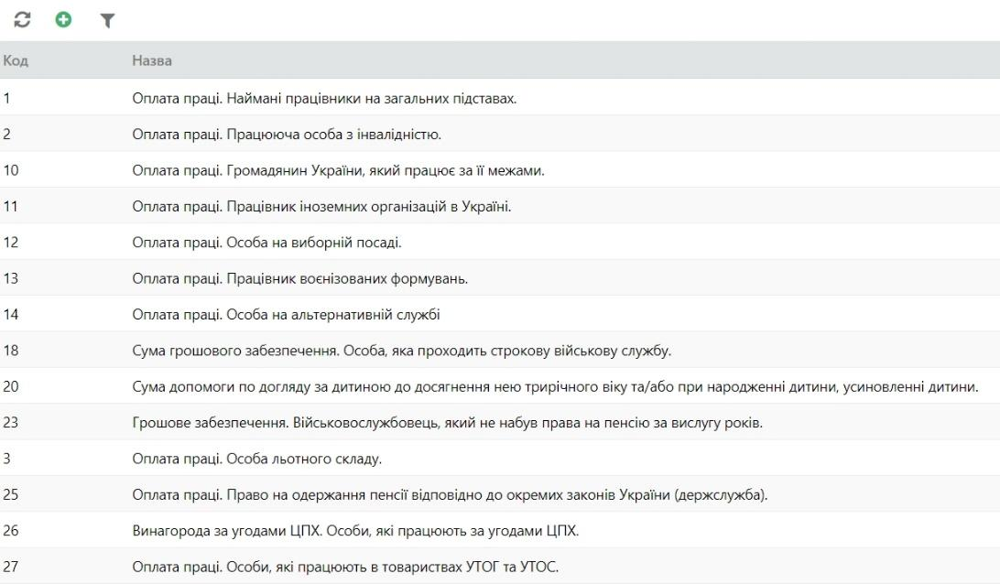 Код Назва
1 Оплата праці. Наймані працівники на загальних підставах.
2 Оплата праці. Працююча особа з інвалідністю.
10 Оплата праці. Громадянин України, який працює за її межами.
11 Оплата праці. Працівник іноземних організацій в Україні.
12 Оплата праці. Особа на виборній посаді.
13 Оплата праці. Працівник воєнізованих формувань.
14 Оплата праці. Особа на альтернативній службі
18 Сума грошового забезпечення. Особа, яка проходить строкову військову службу.
20 Сума допомоги по догляду за дитиною до досягнення нею трирічного віку та/або при народженні дитини, усиновленні дитини.
23 Грошове забезпечення. Військовослужбовець, який не набув права на пенсію за вислугу років.
3 Оплата праці. Особа льотного складу.
25 Оплата праці. Право на одержання пенсії відповідно до окремих законів України (держслужба).
26 Винагорода за угодами ЦПХ. Особи, які працюють за угодами ЦПХ.
27 Оплата праці. Особи, які працюють в товариствах УТОГ та УТОС.